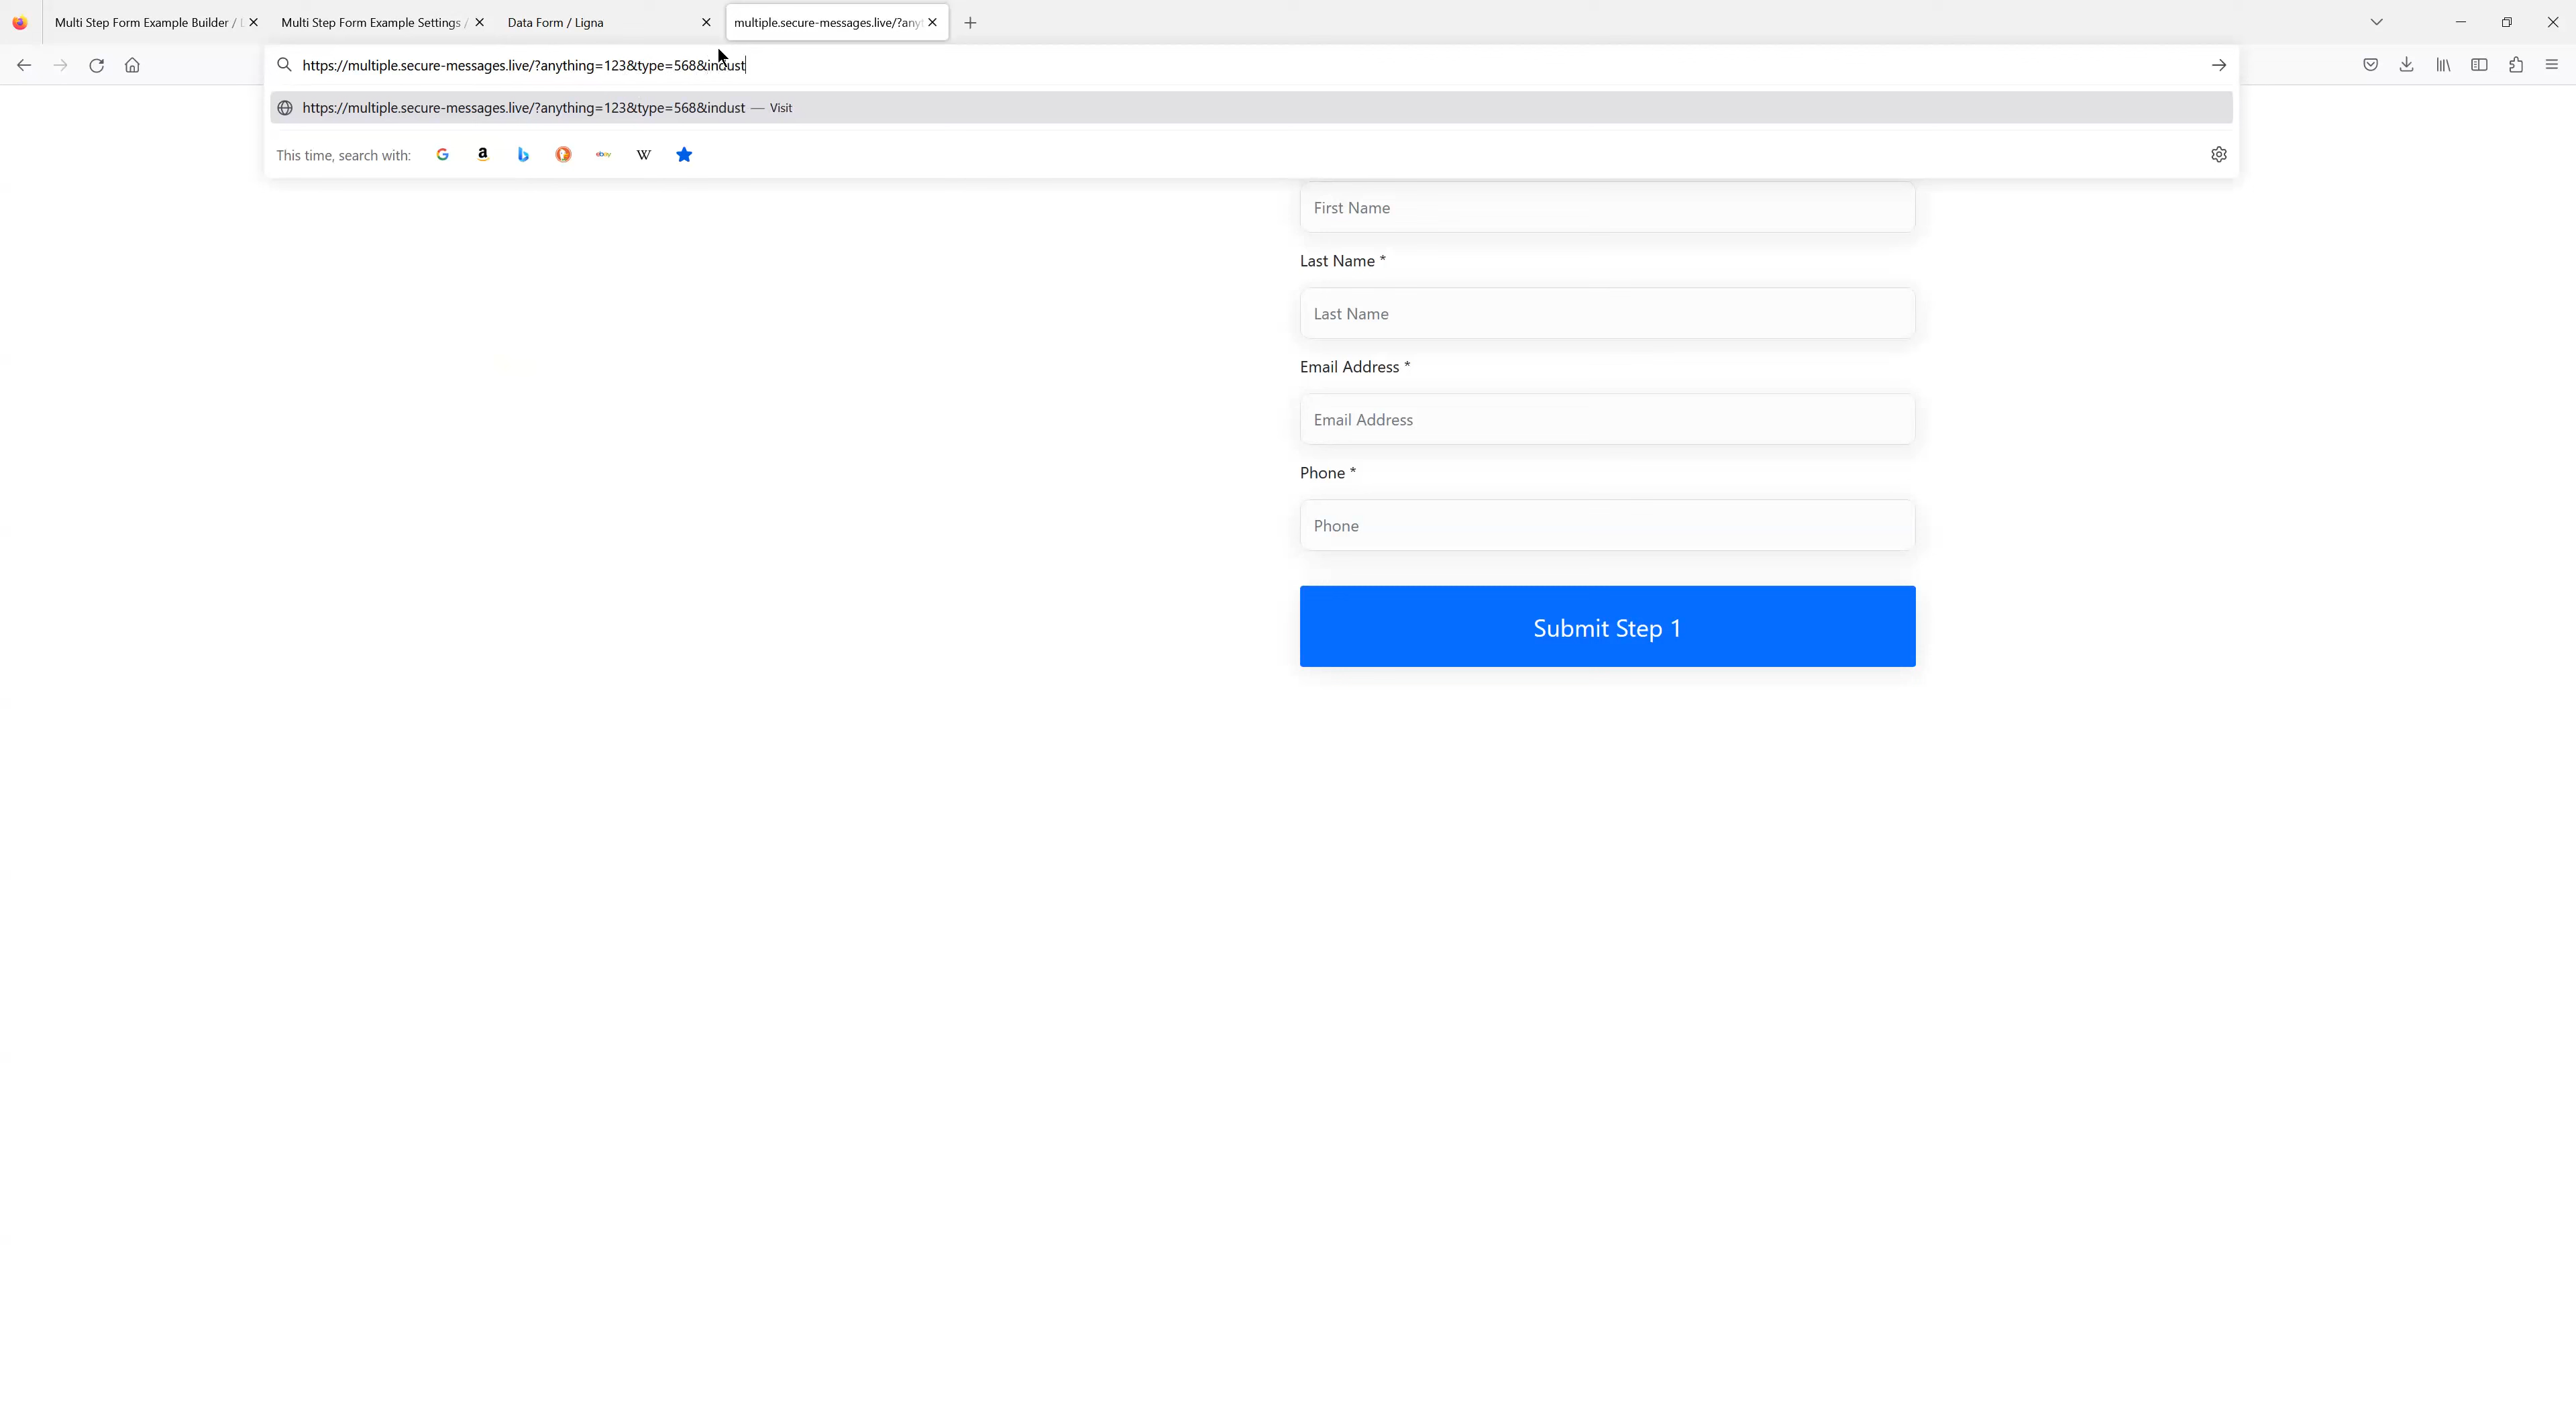 Multi Step Form Example Builder /
Multi Step Form Example Settings /
Data Form / Ligna
multiple.secure-messages.live/?any
https://multiple.secure-messages.live/?anything=123&type=568&indust
https://multiple.secure-messages.live/?anything=123&type=568&indust — Visit
This time, search with:
a
ebay
W
First Name
Last Name *
Last Name
Email Address *
Email Address
Phone *
Phone
Submit Step 1